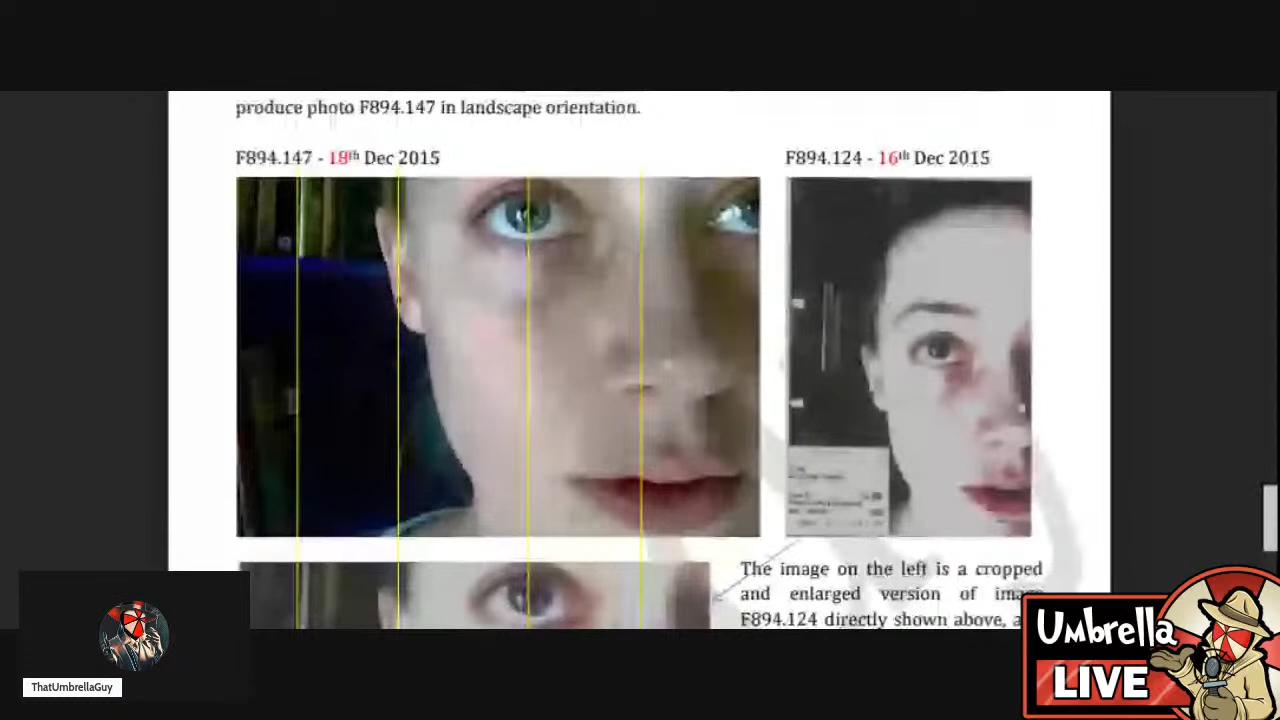 produce photo F894.147 in landscape orientation.
F894.147 - 18th Dec 2015
F894.124 - 16th Dec 2015
The image on the left is a cropped
and enlarged version of image
F894.124 directly shown above,
ThatUmbrellaGuy
Umbrella
LIVE